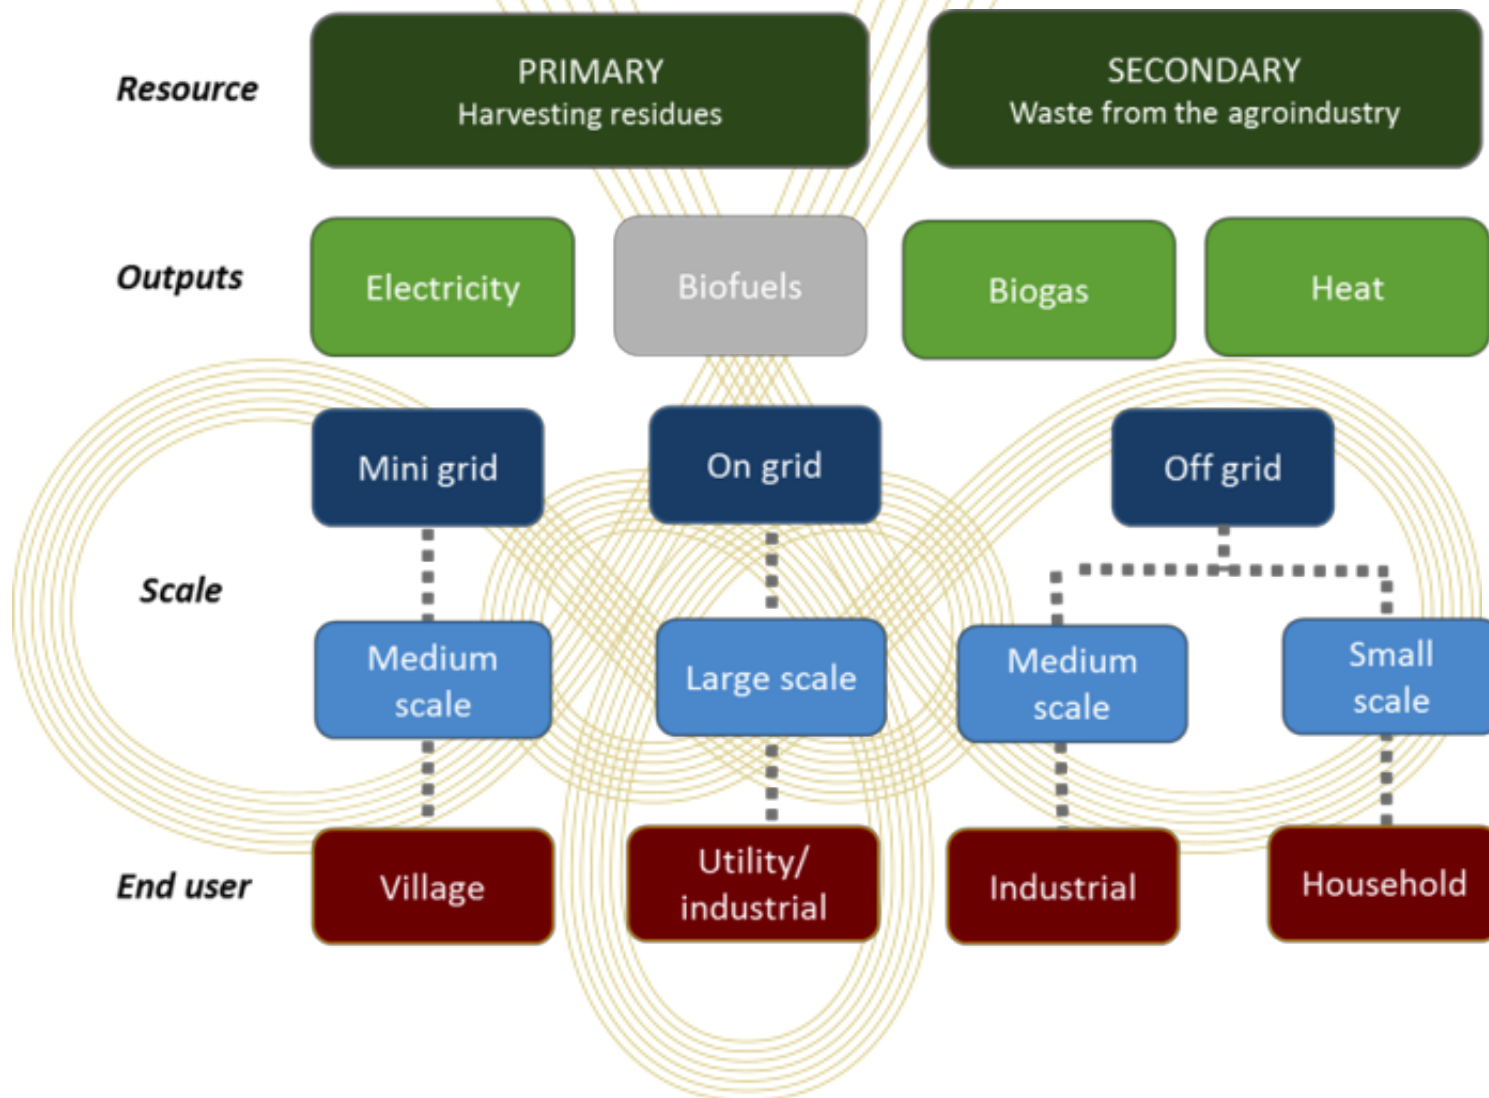 Resource
PRIMARY
Harvesting residues
SECONDARY
Waste from the agroindustry
Outputs
Electricity
Biofuels
Biogas
Heat
Scale
Mini grid
On grid
Off grid
Medium
scale
Large scale
Medium
scale
Small
scale
End user
Village
Utility/
industrial
Industrial
Household